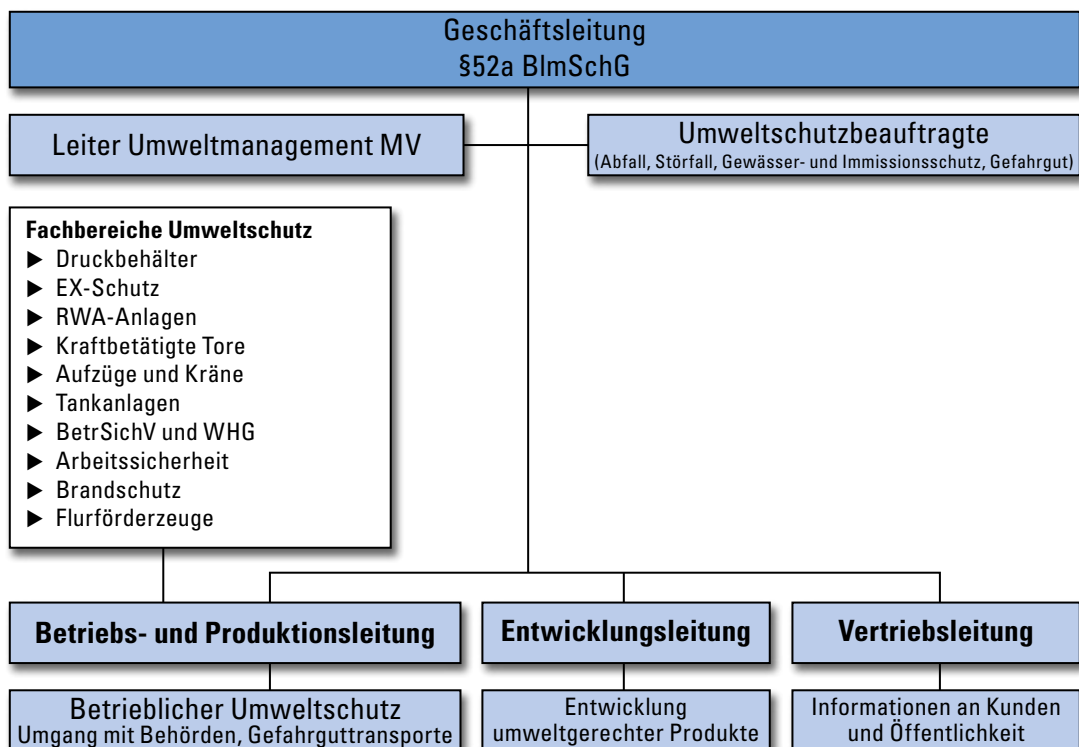 Geschäftsleitung
§52a BImSchG
Leiter Umweltmanagement MV
Umweltschutzbeauftragte
(Abfall, Störfall, Gewässer- und Immissionsschutz, Gefahrgut)
Fachbereiche Umweltschutz
▶ Druckbehälter
▶ EX-Schutz
▶ RWA-Anlagen
▶ Kraftbetätigte Tore
▶ Aufzüge und Kräne
▶ Tankanlagen
▶ BetrSichV und WHG
▶ Arbeitssicherheit
▶ Brandschutz
▶ Flurförderzeuge
Betriebs- und Produktionsleitung
Betrieblicher Umweltschutz
Umgang mit Behörden, Gefahrguttransporte
Entwicklungsleitung
Entwicklung
umweltgerechter Produkte
Vertriebsleitung
Informationen an Kunden
und Öffentlichkeit